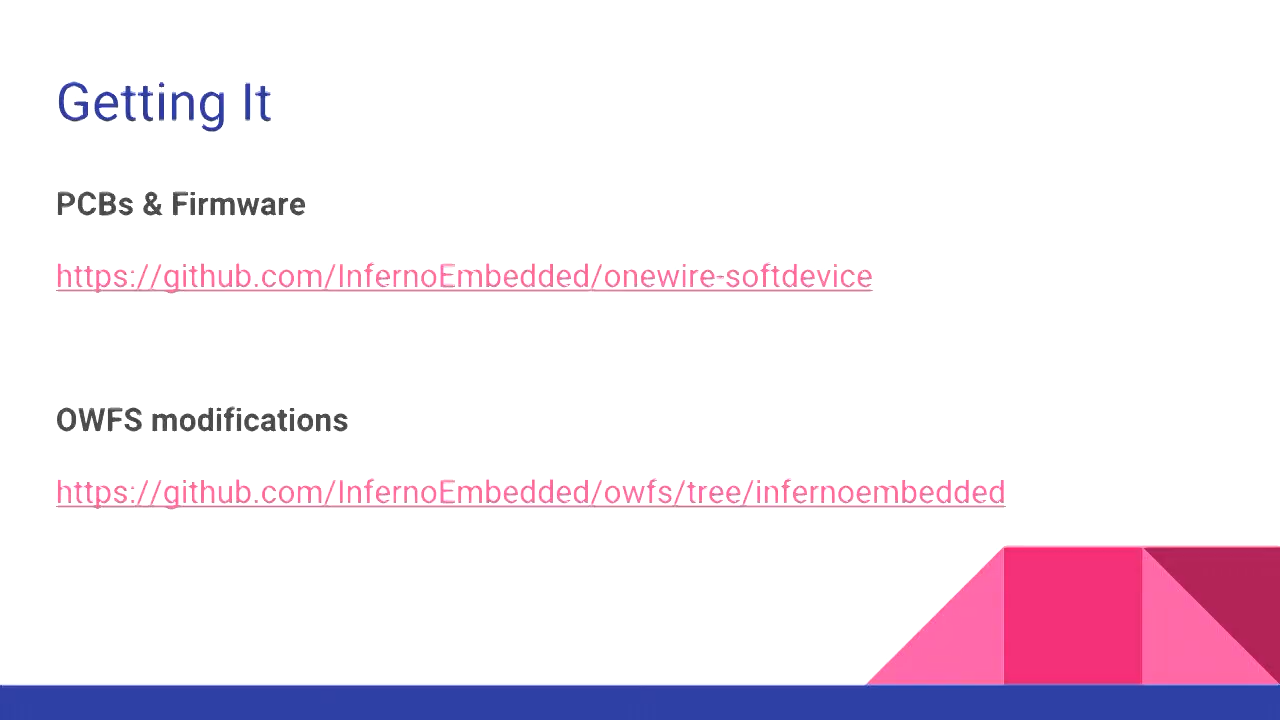 Getting It
PCBs & Firmware
https://github.com/InfernoEmbedded/onewire-softdevice
OWFS modifications
https://github.com/InfernoEmbedded/owfs/tree/infernoembedded